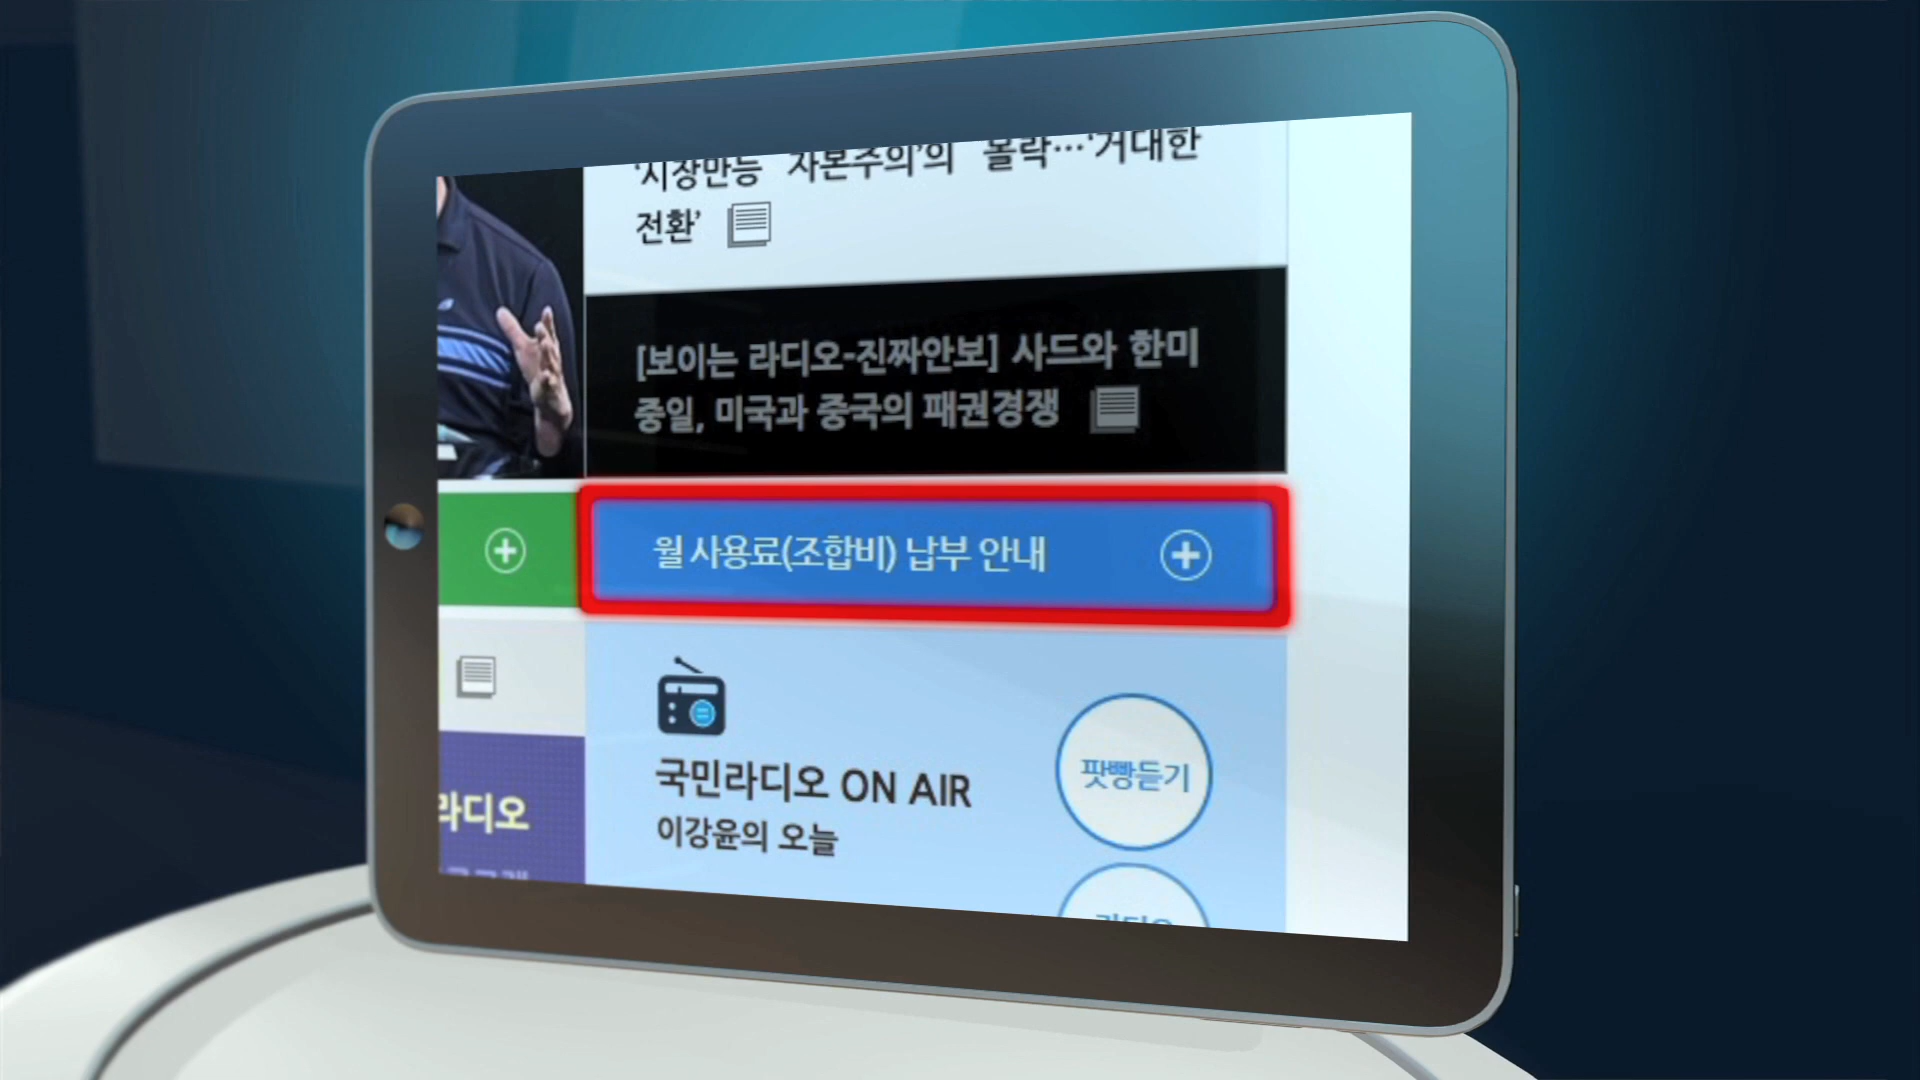 '시장만능 자본주의'의 몰락…'거대한
전환'
[보이는 라디오-진짜안보] 사드와 한미
중일, 미국과 중국의 패권경쟁
월 사용료(조합비) 납부 안내
국민라디오 ON AIR
이강윤의 오늘
팟빵듣기
라디오